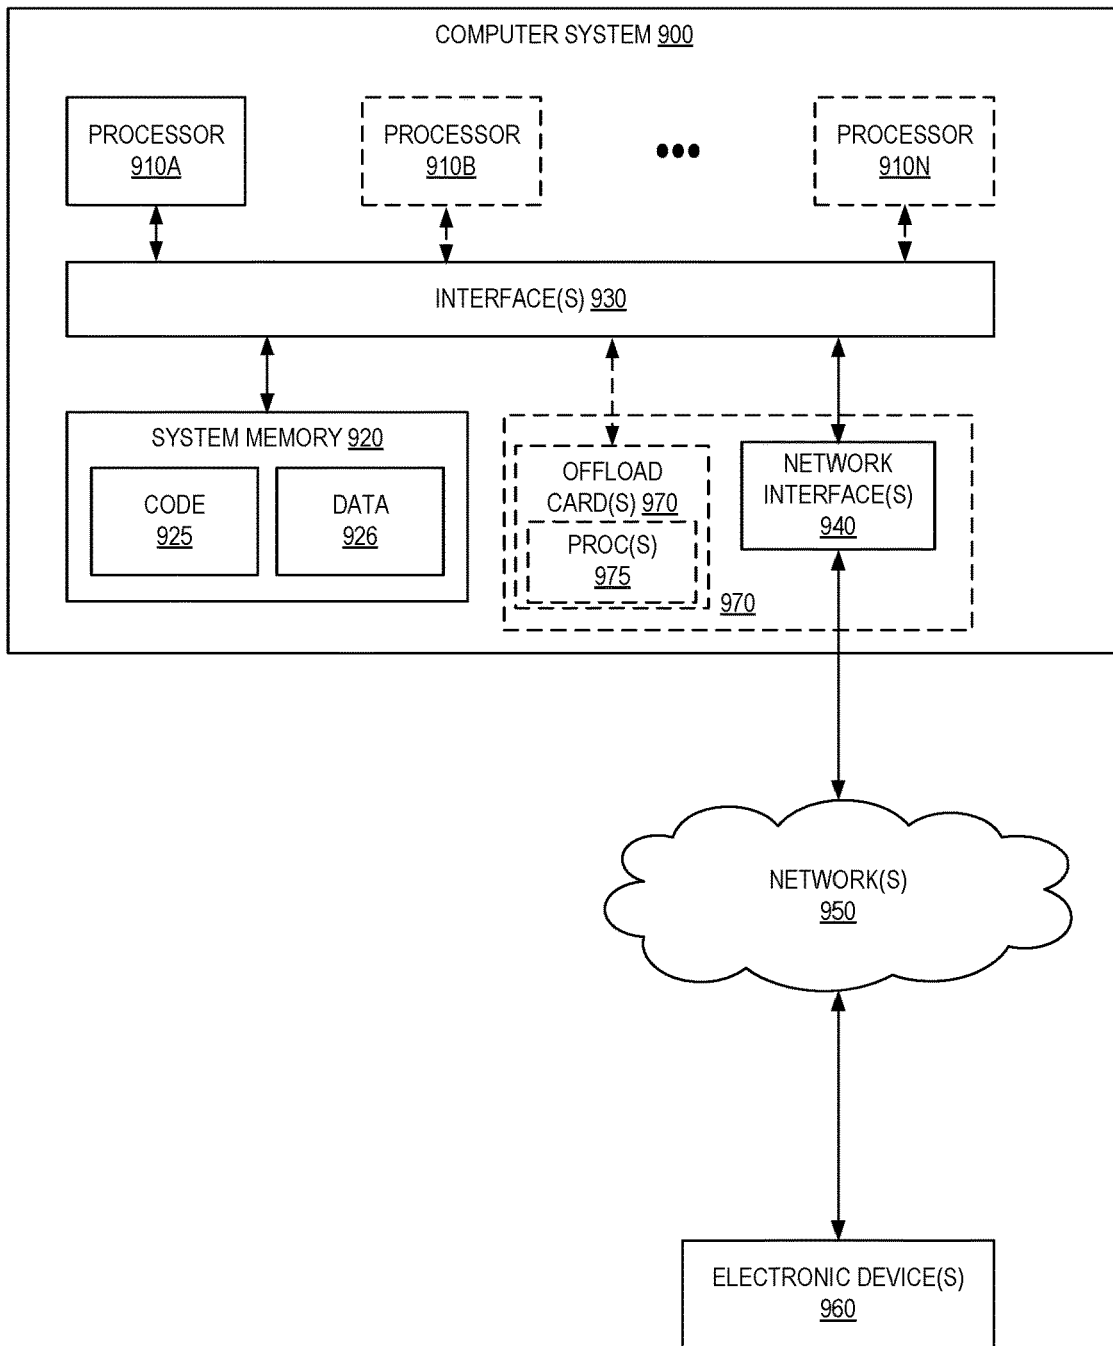 COMPUTER SYSTEM 900
PROCESSOR
910A
PROCESSOR
910B
PROCESSOR
910N
INTERFACE(S) 930
SYSTEM MEMORY 920
CODE
925
DATA
926
OFFLOAD
CARD(S) 970
PROC(S)
975
970
NETWORK
INTERFACE(S)
940
NETWORK(S)
950
ELECTRONIC DEVICE(S)
960